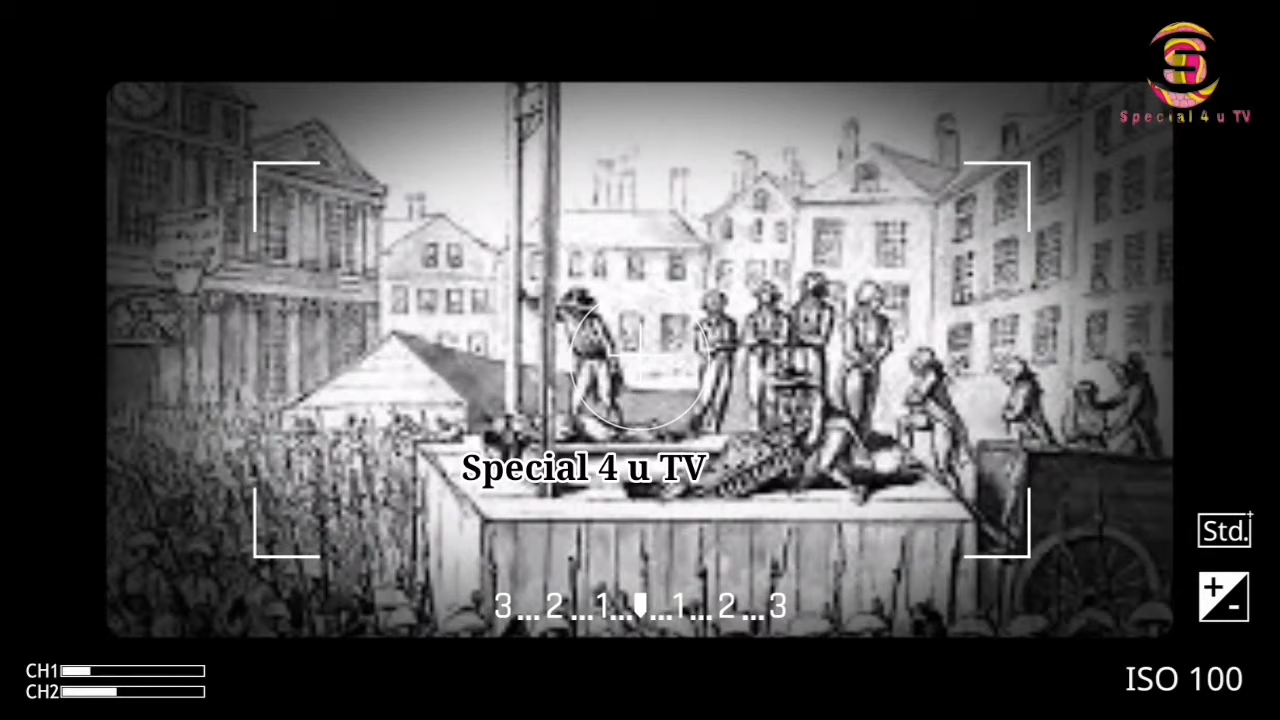 Special 4 u TV
Special 4 u TV
Std.
3...2...1...1...2...3
CH1
CH2
ISO 100